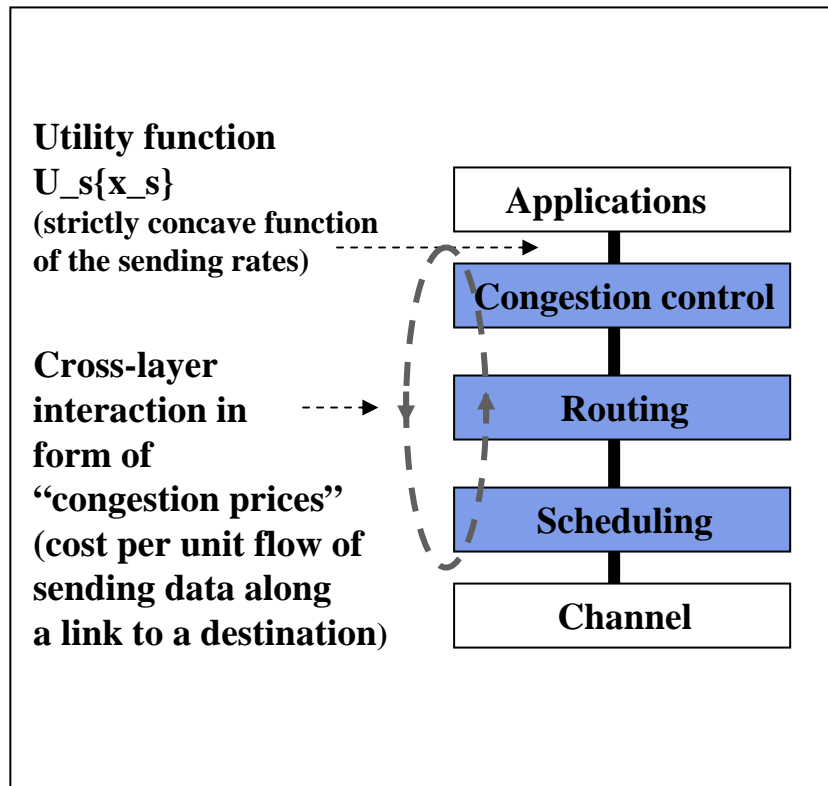 Utility function
U_s{x_s}
(strictly concave function
of the sending rates)
Cross-layer
interaction in
form of
“congestion prices”
(cost per unit flow of
sending data along
a link to a destination)
Applications
Congestion control
Routing
Scheduling
Channel